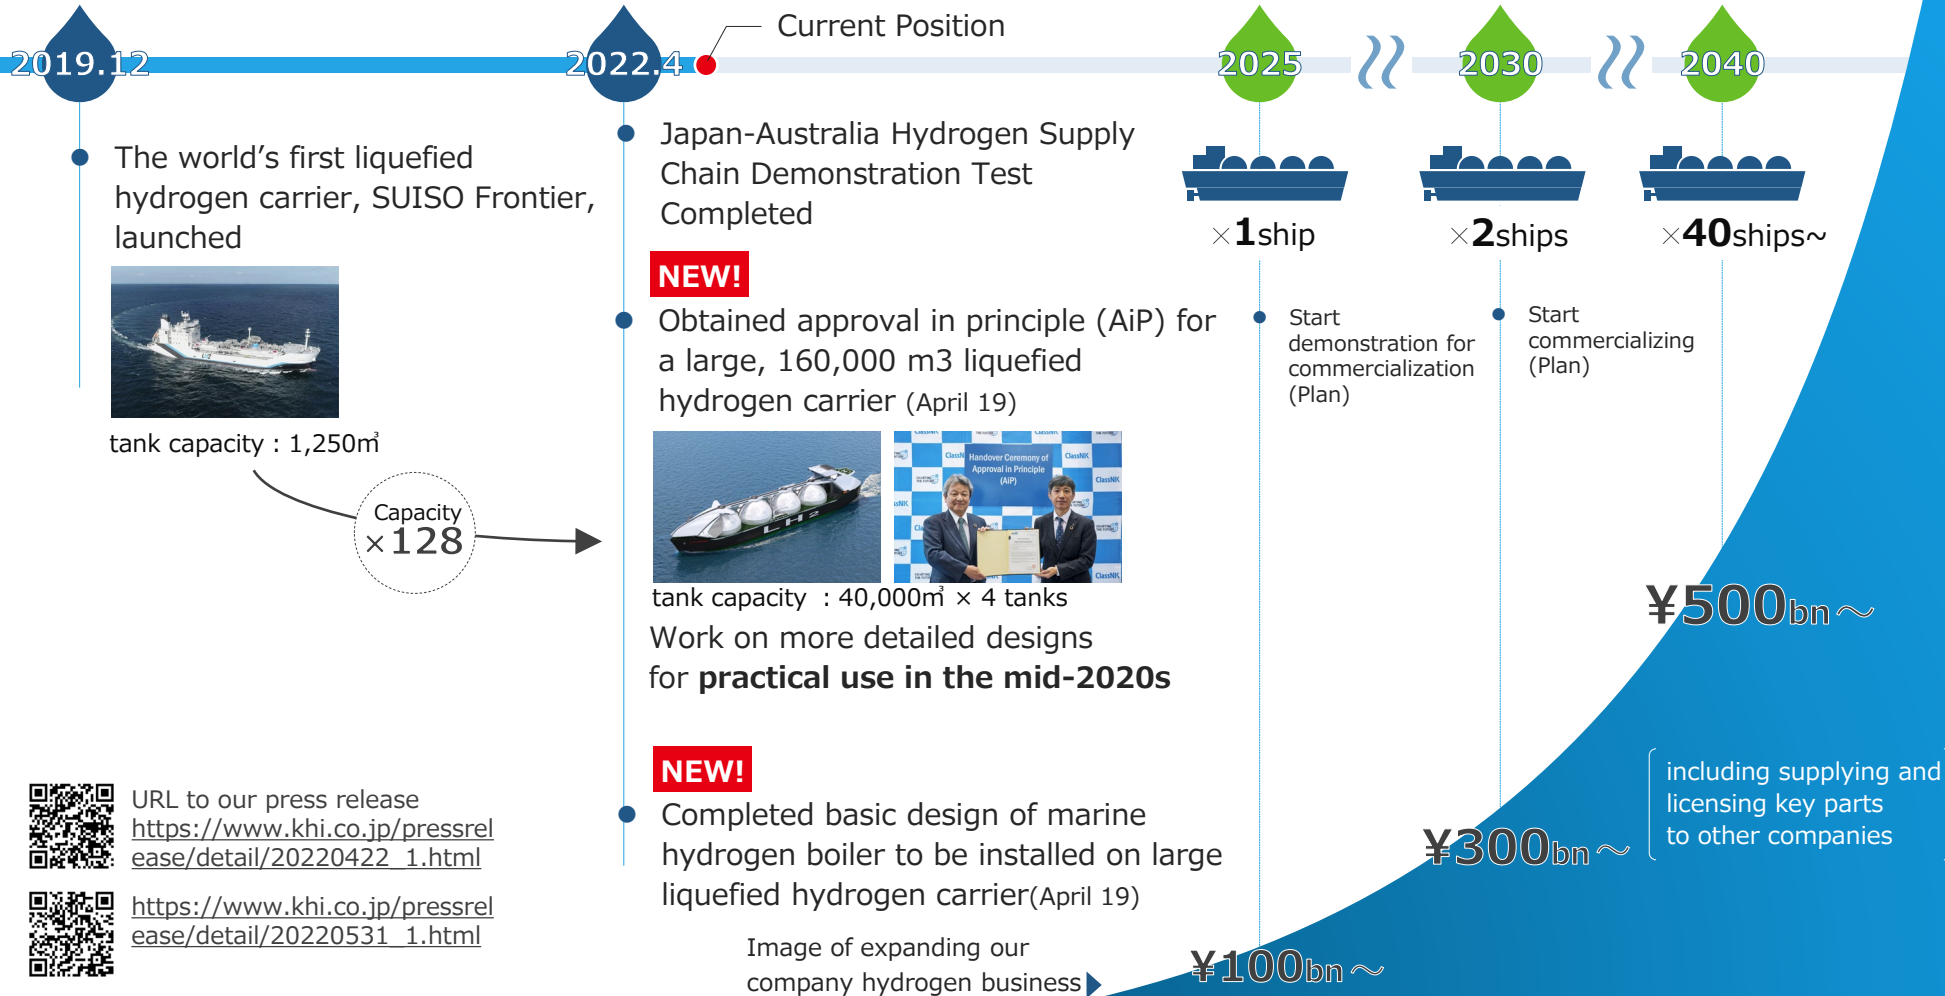 Current Position
2019.12
2022.4
2025
2030
2040
The world’s first liquefied
hydrogen carrier, SUISO Frontier,
launched
tank capacity : 1,250㎥
Capacity
×128
Japan-Australia Hydrogen Supply
Chain Demonstration Test
Completed
NEW!
Obtained approval in principle (AiP) for
a large, 160,000 m3 liquefied
hydrogen carrier (April 19)
LH2
Handover Ceremony of
Approval in Principle
(AiP)
ClassNK
ClassNK
ClassNK
ClassNK
tank capacity : 40,000㎥ × 4 tanks
Work on more detailed designs
for practical use in the mid-2020s
NEW!
Completed basic design of marine
hydrogen boiler to be installed on large
liquefied hydrogen carrier(April 19)
Image of expanding our
company hydrogen business
×1ship
×2ships
×40ships~
Start
demonstration for
commercialization
(Plan)
Start
commercializing
(Plan)
¥500bn～
¥300bn～
¥100bn～
including supplying and
licensing key parts
to other companies
URL to our press release
https://www.khi.co.jp/pressrel
ease/detail/20220422_1.html
https://www.khi.co.jp/pressrel
ease/detail/20220531_1.html